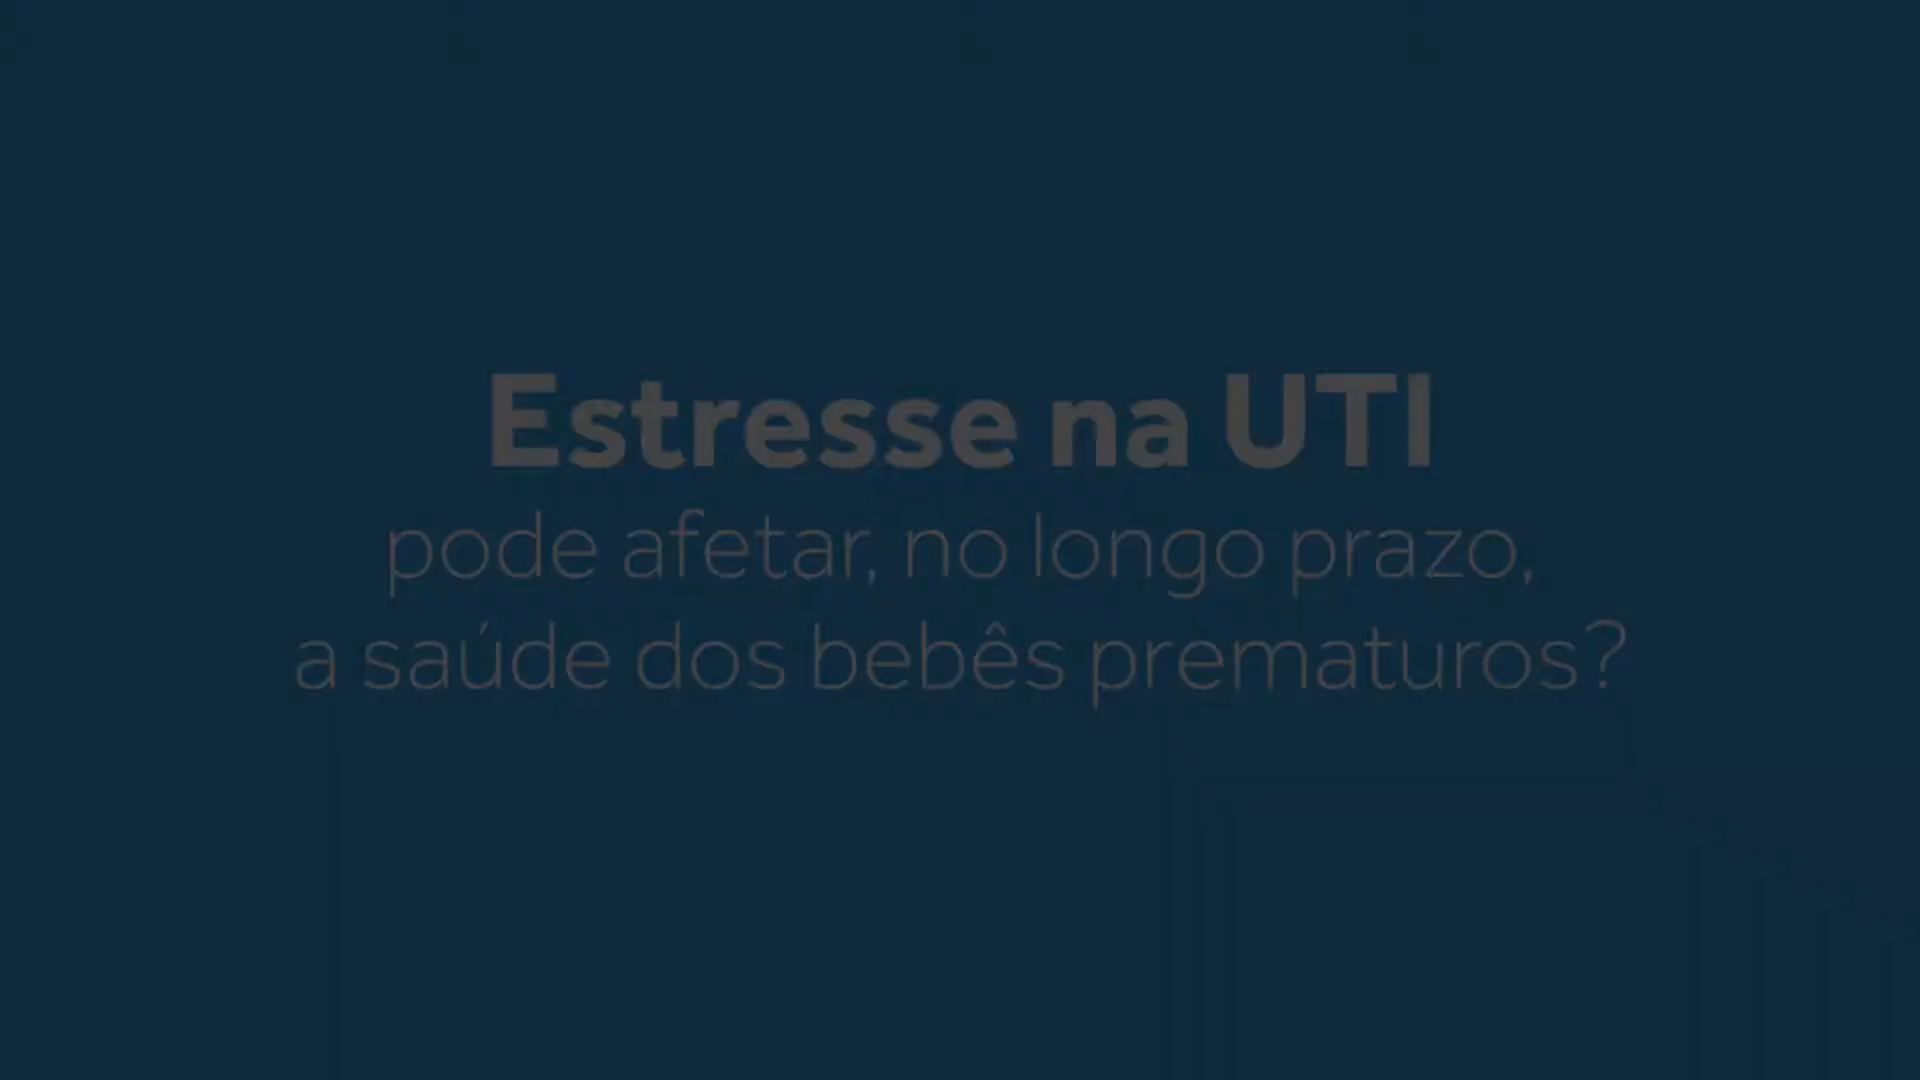 Estresse na UTI
pode afetar, no longo prazo,
a saúde dos bebês prematuros?